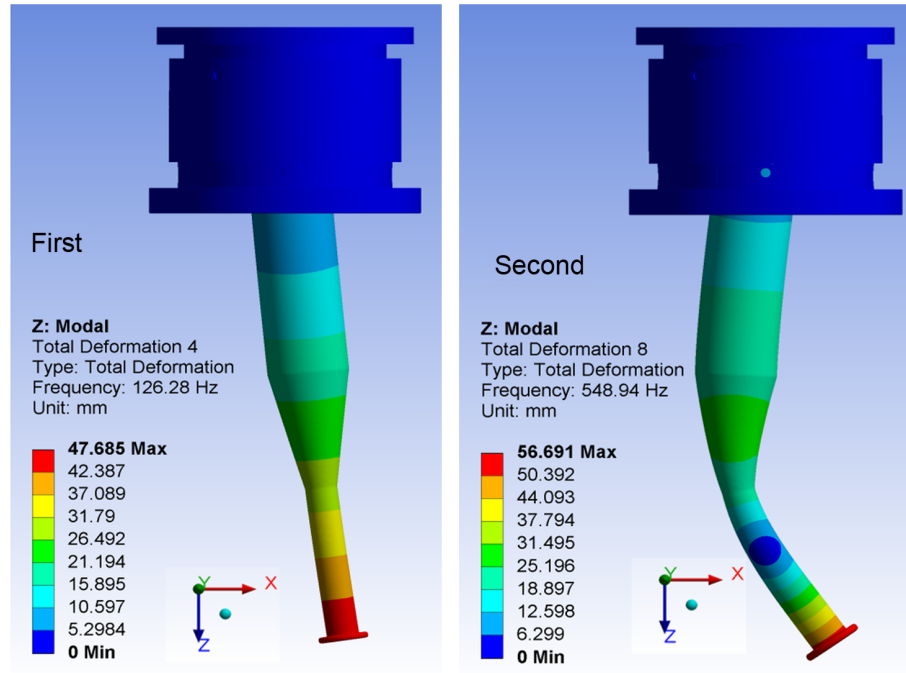 First
Z: Modal
Total Deformation 4
Type: Total Deformation
Frequency: 126.28 Hz
Unit: mm
47.685 Max
42.387
37.089
31.79
26.492
21.194
15.895
10.597
5.2984
0 Min
Y
X
Z
Second
Z: Modal
Total Deformation 8
Type: Total Deformation
Frequency: 548.94 Hz
Unit: mm
56.691 Max
50.392
44.093
37.794
31.495
25.196
18.897
12.598
6.299
0 Min
Y
X
Z